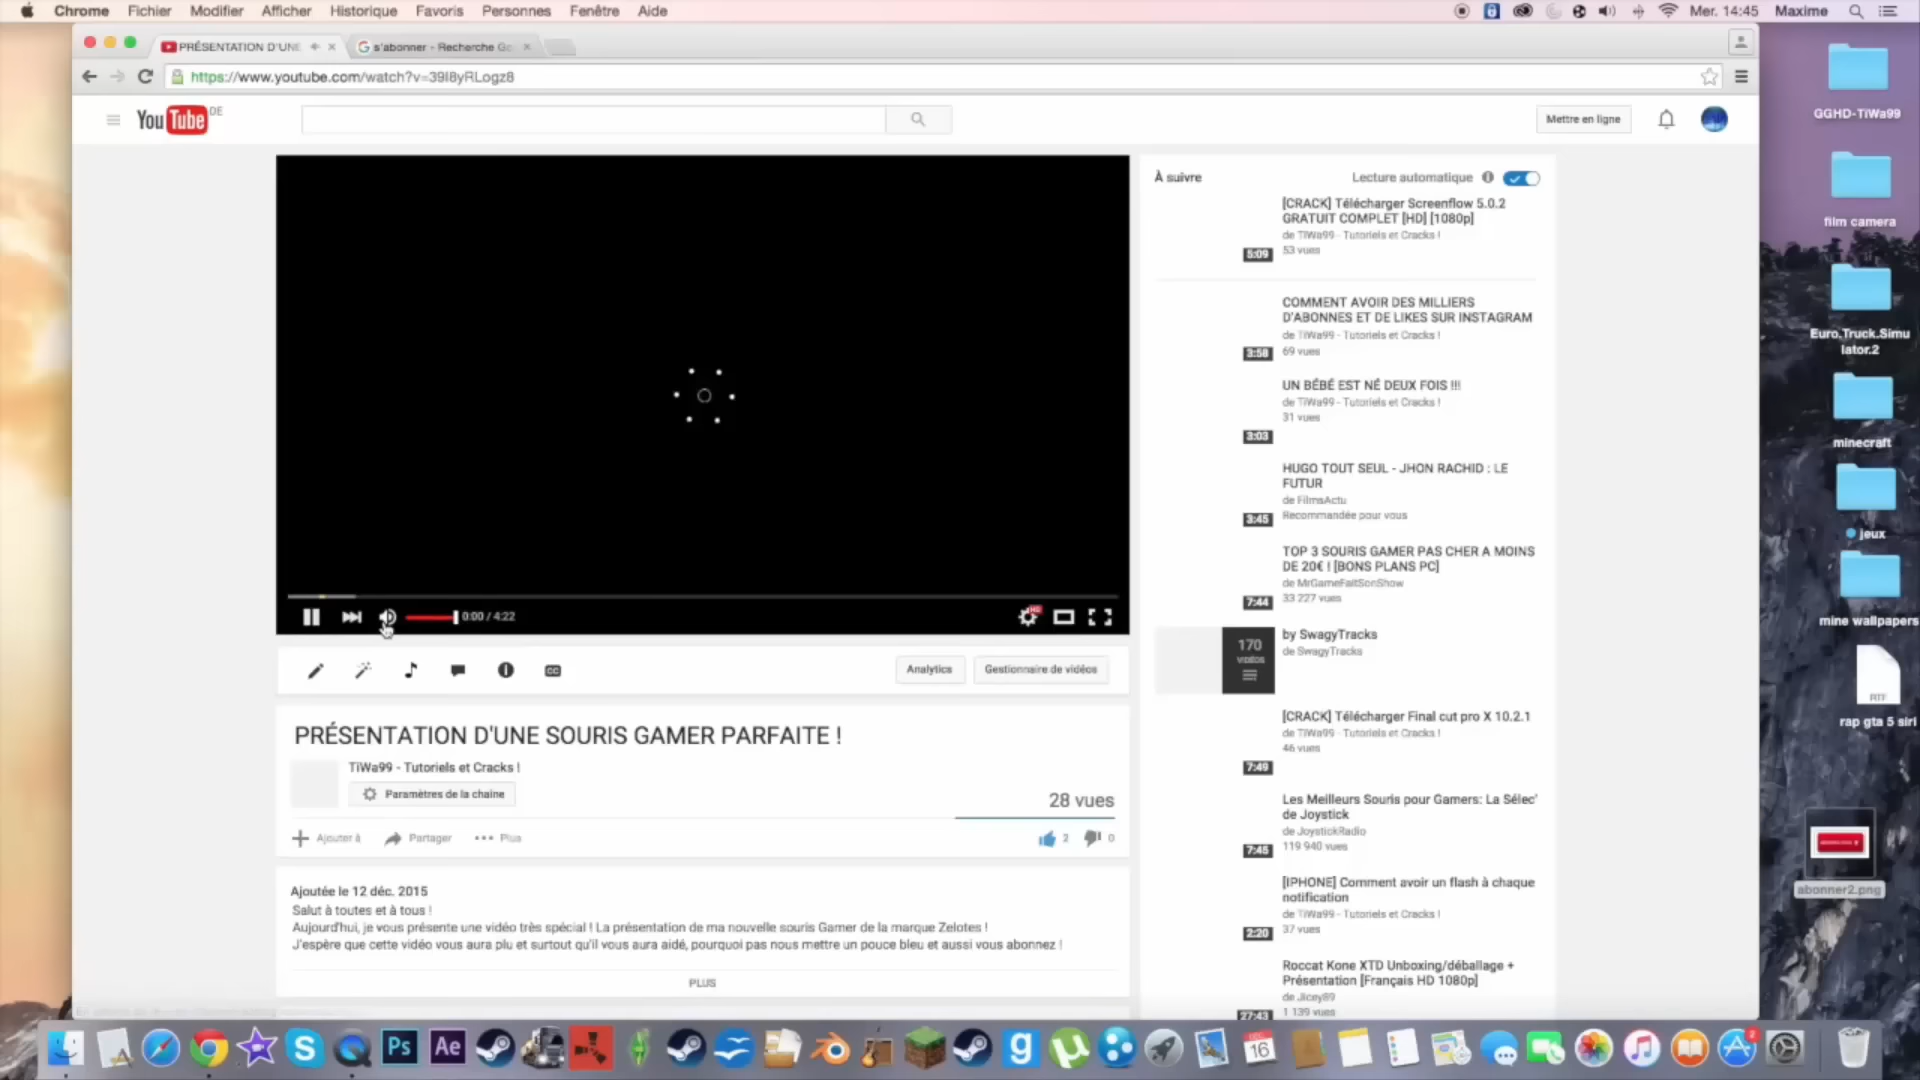 Chrome Fichier Modifier Afficher Historique Favoris Personnes Fenêtre Aide
Mer. 14:45 Maxime
PRÉSENTATION D'UNE
s'abonner - Recherche Go
https://www.youtube.com/watch?v=39I8yRLogz8
YouTube DE
Mettre en ligne
À suivre
Lecture automatique
[CRACK] Télécharger Screenflow 5.0.2
GRATUIT COMPLET [HD] [1080p]
de TiWa99 - Tutoriels et Cracks !
53 vues
5:09
COMMENT AVOIR DES MILLIERS
D'ABONNES ET DE LIKES SUR INSTAGRAM
de TiWa99 - Tutoriels et Cracks !
69 vues
3:58
UN BÉBÉ EST NÉ DEUX FOIS !!!
de TiWa99 - Tutoriels et Cracks !
31 vues
3:03
HUGO TOUT SEUL - JHON RACHID : LE
FUTUR
de FilmsActu
Recommandée pour vous
3:45
TOP 3 SOURIS GAMER PAS CHER A MOINS
DE 20€ ! [BONS PLANS PC]
de MrGameFaitSonShow
33 227 vues
7:44
170
vidéos
by SwagyTracks
de SwagyTracks
[CRACK] Télécharger Final cut pro X 10.2.1
de TiWa99 - Tutoriels et Cracks !
46 vues
7:49
Les Meilleurs Souris pour Gamers: La Sélec'
de Joystick
de JoystickRadio
119 940 vues
7:45
[IPHONE] Comment avoir un flash à chaque
notification
de TiWa99 - Tutoriels et Cracks !
37 vues
2:20
Roccat Kone XTD Unboxing/déballage +
Présentation [Français HD 1080p]
de Jicey89
1 139 vues
27:43
0:00 / 4:22
HD
Analytics
Gestionnaire de vidéos
PRÉSENTATION D'UNE SOURIS GAMER PARFAITE !
TiWa99 - Tutoriels et Cracks !
Paramètres de la chaîne
28 vues
Ajouter à Partager Plus
2 0
Ajoutée le 12 déc. 2015
Salut à toutes et à tous !
Aujourd'hui, je vous présente une vidéo très spécial ! La présentation de ma nouvelle souris Gamer de la marque Zelotes !
J'espère que cette vidéo vous aura plu et surtout qu'il vous aura aidé, pourquoi pas nous mettre un pouce bleu et aussi vous abonnez !
PLUS
GGHD-TiWa99
film camera
Euro.Truck.Simu
lator.2
minecraft
jeux
mine wallpapers
RTF
rap gta 5 siri
abonner2.png
Ps
Ae
16
2